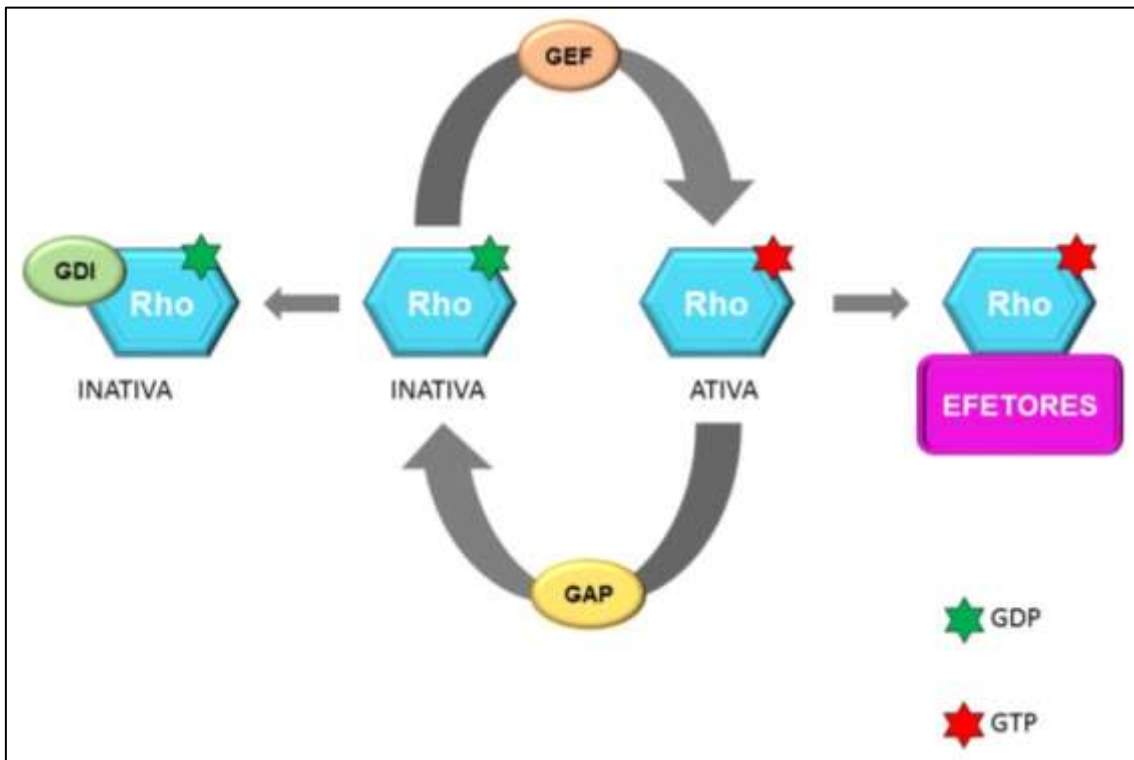 GEF
GDI
Rho
Rho
Rho
Rho
INATIVA
INATIVA
ATIVA
EFETORES
GAP
GDP
GTP